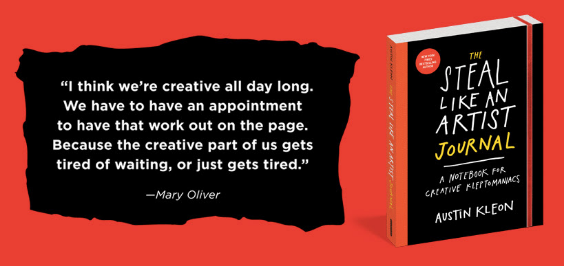 “I think we’re creative all day long.
We have to have an appointment
to have that work out on the page.
Because the creative part of us gets
tired of waiting, or just gets tired.”
—Mary Oliver
THE
STEAL
LIKE AN
ARTIST
JOURNAL
A NOTEBOOK FOR
CREATIVE KLEPTOMANIACS
AUSTIN KLEON